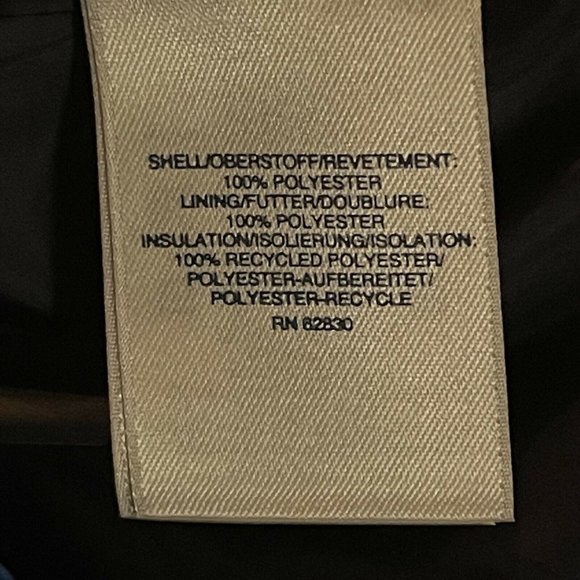 SHELL/OBERSTOFF/REVETEMENT:
100% POLYESTER
LINING/FUTTER/DOUBLURE:
100% POLYESTER
INSULATION/ISOLIERUNG/ISOLATION:
100% RECYCLED POLYESTER/
POLYESTER-AUFBEREITET/
POLYESTER-RECYCLE
RN 62830